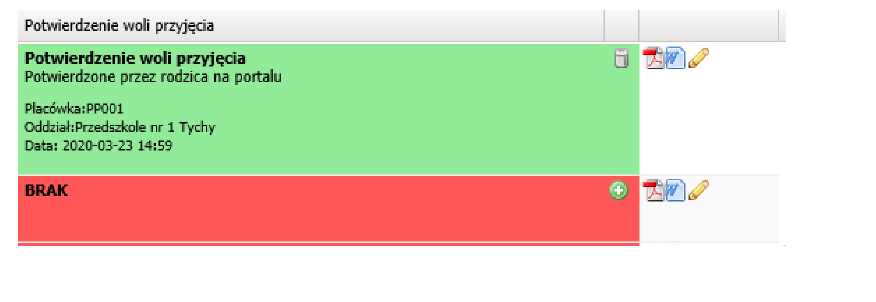 Potwierdzenie woli przyjęcia
Potwierdzenie woli przyjęcia
Potwierdzone przez rodzica na portalu
Placówka:PP001
Oddział:Przedszkole nr 1 Tychy
Data: 2020-03-23 14:59
BRAK